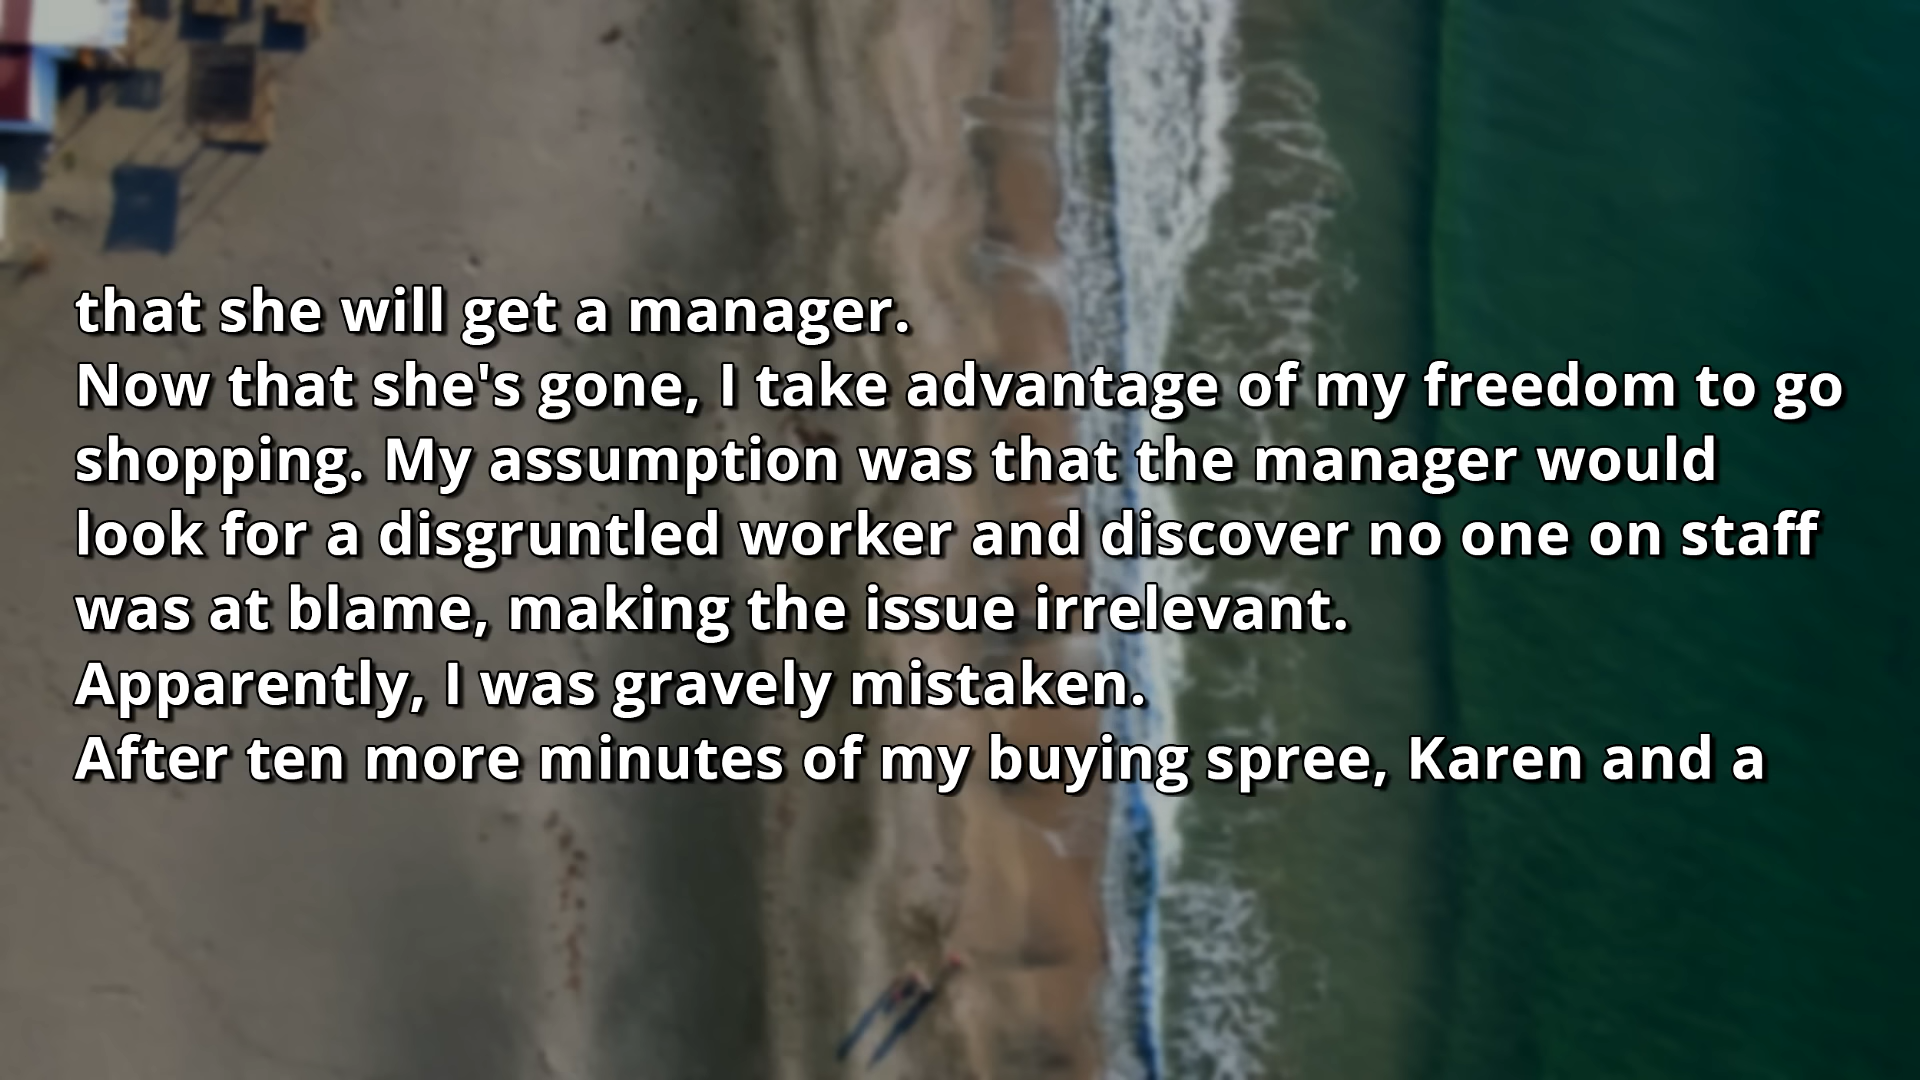 that she will get a manager.
Now that she's gone, I take advantage of my freedom to go
shopping. My assumption was that the manager would
look for a disgruntled worker and discover no one on staff
was at blame, making the issue irrelevant.
Apparently, I was gravely mistaken.
After ten more minutes of my buying spree, Karen and a